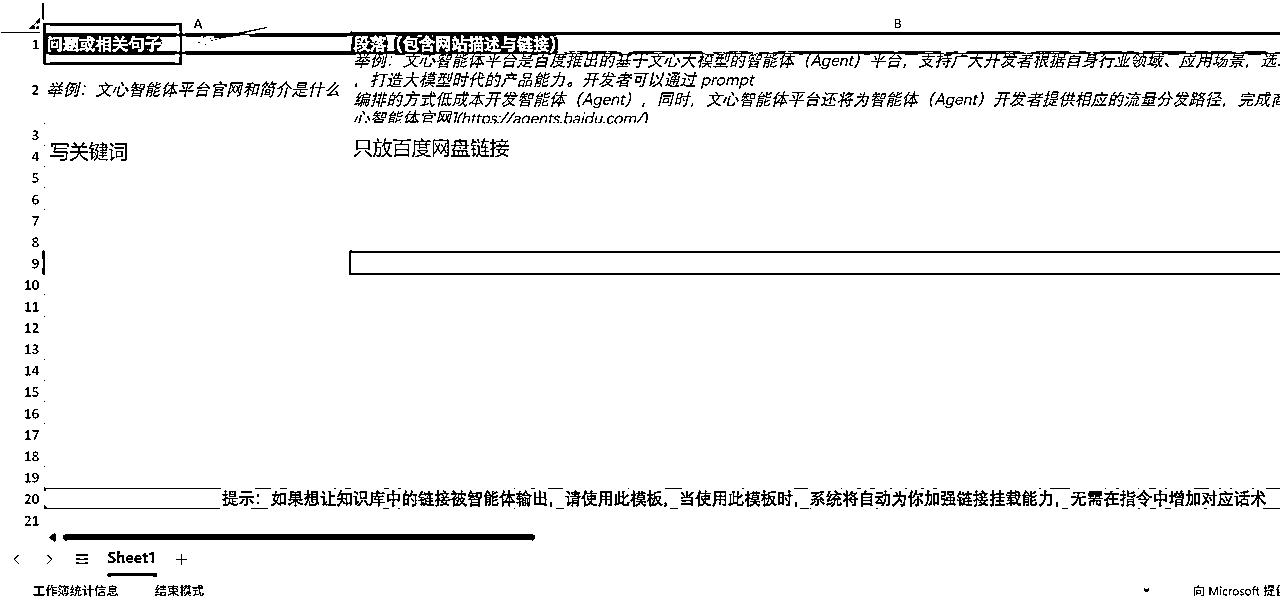 A B
1 问题或相关句子 段落1(包含网站描述与链接)
举例：文心智能体平台是百度推出的基于文心大模型的智能体（Agent）平台，支持广大开发者根据自身行业领域、应用场景，选
2 举例：文心智能体平台官网和简介是什么 ，打造大模型时代的产品能力。开发者可以通过 prompt
编排的方式低成本开发智能体（Agent），同时，文心智能体平台还将为智能体（Agent）开发者提供相应的流量分发路径，完成商
心智能体官网](https://agents.baidu.com/)
3
4 写关键词 只放百度网盘链接
5
6
7
8
9
10
11
12
13
14
15
16
17
18
19
20 提示：如果想让知识库中的链接被智能体输出，请使用此模板，当使用此模板时，系统将自动为你加强链接挂载能力，无需在指令中增加对应话术
21
Sheet1
工作簿统计信息 结束模式 向 Microsoft 提供